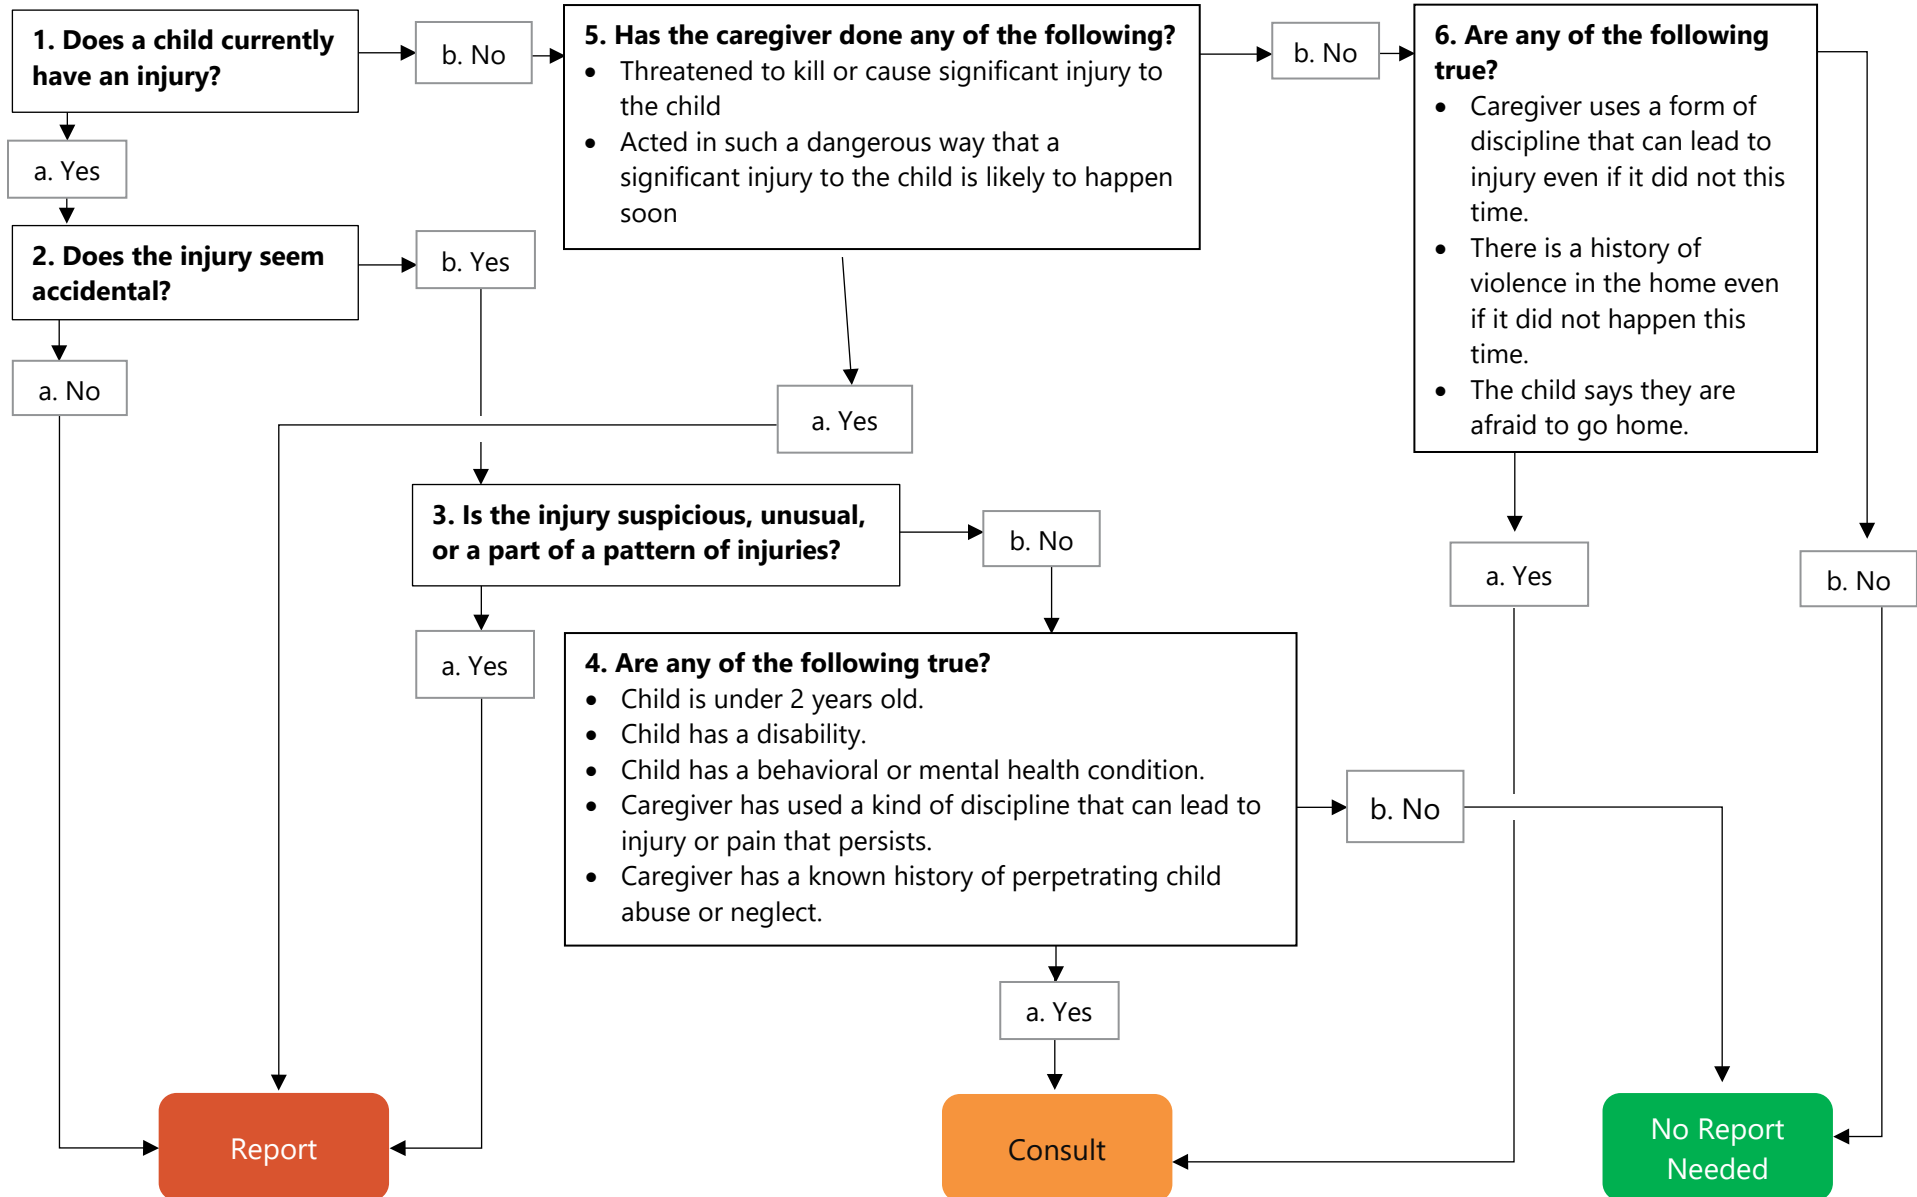 1. Does a child currently
have an injury?
a. Yes
b. No
2. Does the injury seem
accidental?
a. No
b. Yes
3. Is the injury suspicious, unusual,
or a part of a pattern of injuries?
a. Yes
b. No
4. Are any of the following true?
• Child is under 2 years old.
• Child has a disability.
• Child has a behavioral or mental health condition.
• Caregiver has used a kind of discipline that can lead to
injury or pain that persists.
• Caregiver has a known history of perpetrating child
abuse or neglect.
a. Yes
b. No
5. Has the caregiver done any of the following?
• Threatened to kill or cause significant injury to
the child
• Acted in such a dangerous way that a
significant injury to the child is likely to happen
soon
a. Yes
b. No
6. Are any of the following
true?
• Caregiver uses a form of
discipline that can lead to
injury even if it did not this
time.
• There is a history of
violence in the home even
if it did not happen this
time.
• The child says they are
afraid to go home.
a. Yes
b. No
Report
Consult
No Report
Needed